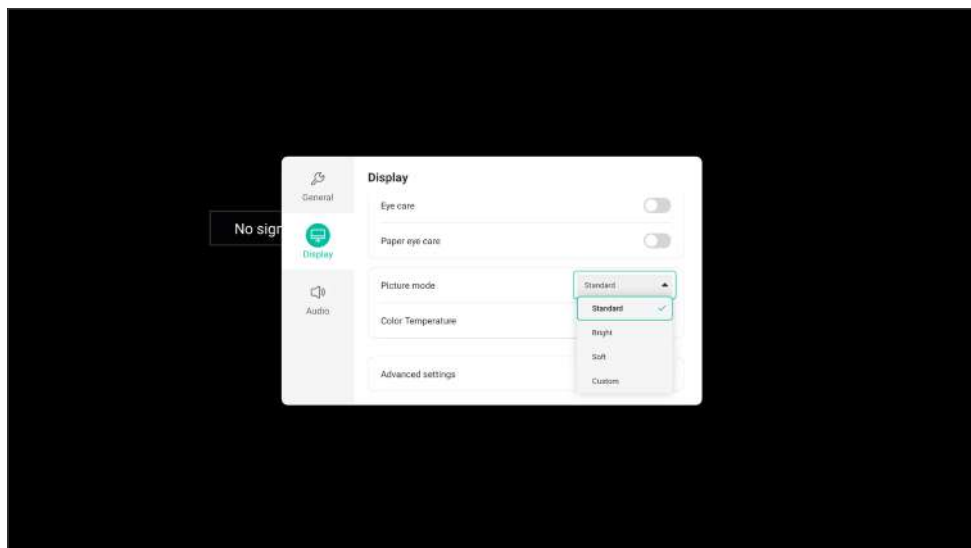 General
Display
Audio
No sign
Display
Eye care
Paper eye care
Picture mode
Standard
Color Temperature
Standard
Bright
Soft
Custom
Advanced settings